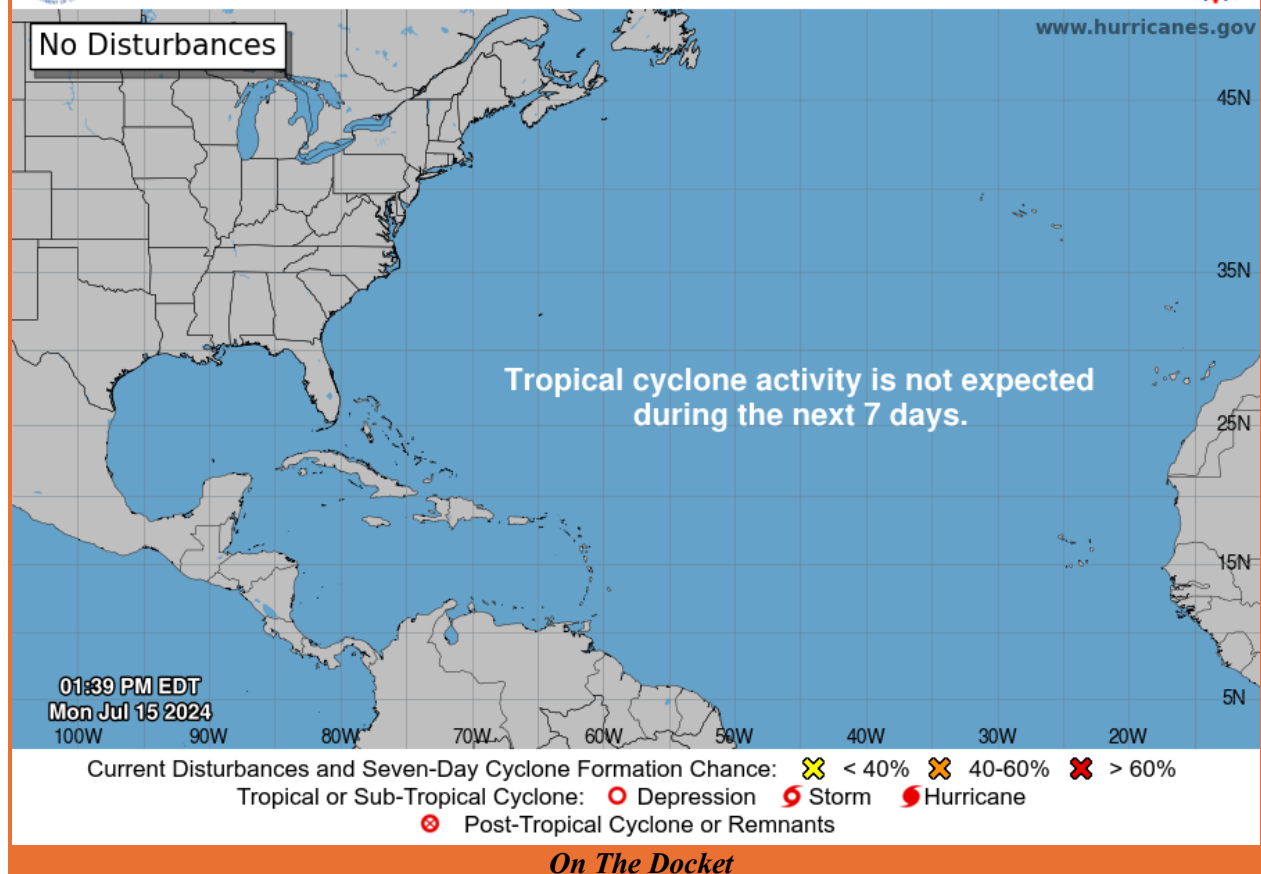 No Disturbances
www.hurricanes.gov
45N
35N
Tropical cyclone activity is not expected
during the next 7 days.
25N
15N
01:39 PM EDT
Mon Jul 15 2024
5N
100W 90W 80W 70W 60W 50W 40W 30W 20W
Current Disturbances and Seven-Day Cyclone Formation Chance: < 40% 40-60% > 60%
Tropical or Sub-Tropical Cyclone: Depression Storm Hurricane
Post-Tropical Cyclone or Remnants
On The Docket